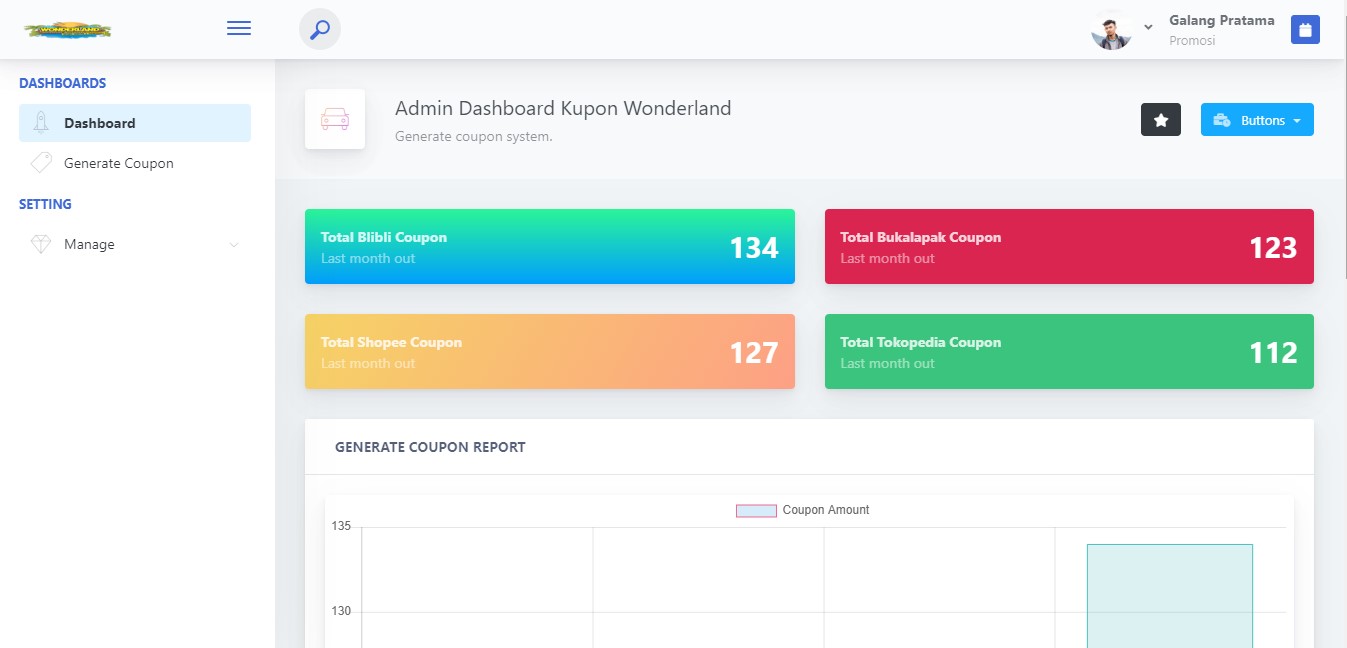 WONDERLAND
Galang Pratama
Promosi
DASHBOARDS
Dashboard
Generate Coupon
SETTING
Manage
Admin Dashboard Kupon Wonderland
Generate coupon system.
Buttons
Total Blibli Coupon
Last month out
134
Total Bukalapak Coupon
Last month out
123
Total Shopee Coupon
Last month out
127
Total Tokopedia Coupon
Last month out
112
GENERATE COUPON REPORT
Coupon Amount
135
130